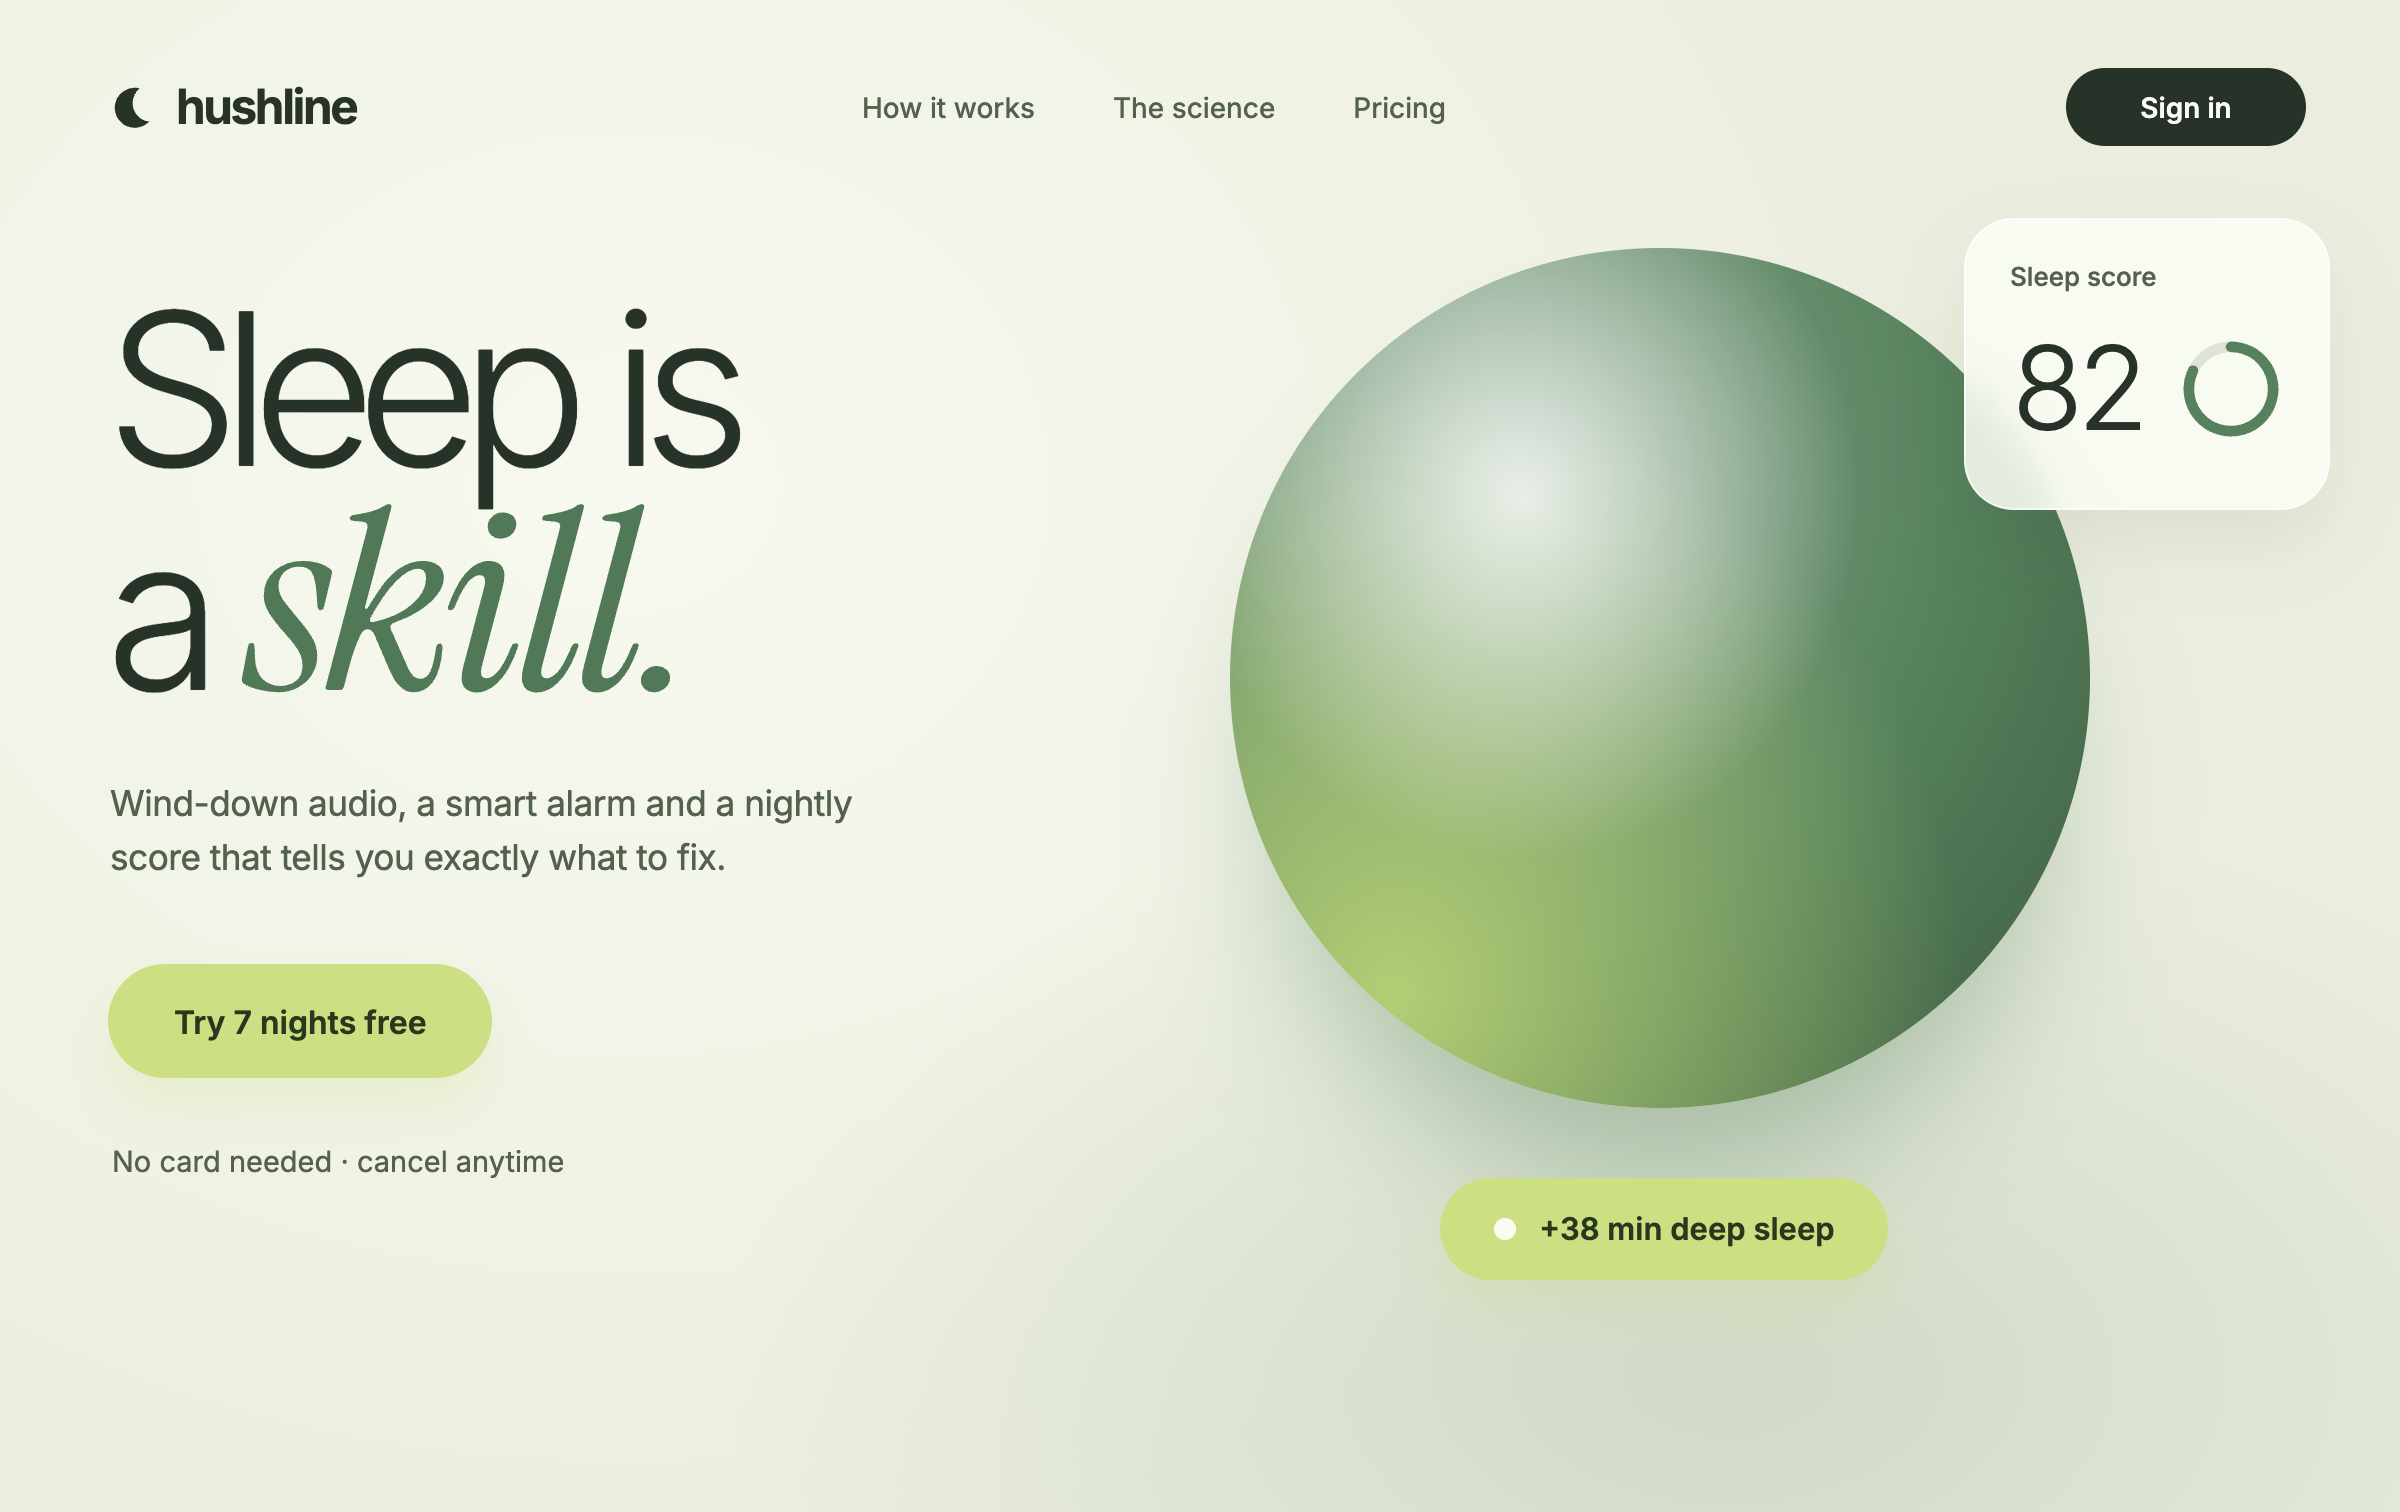 hushline
How it works
The science
Pricing
Sign in
Sleep is
a skill.
Wind-down audio, a smart alarm and a nightly
score that tells you exactly what to fix.
Try 7 nights free
No card needed · cancel anytime
Sleep score
82
+38 min deep sleep